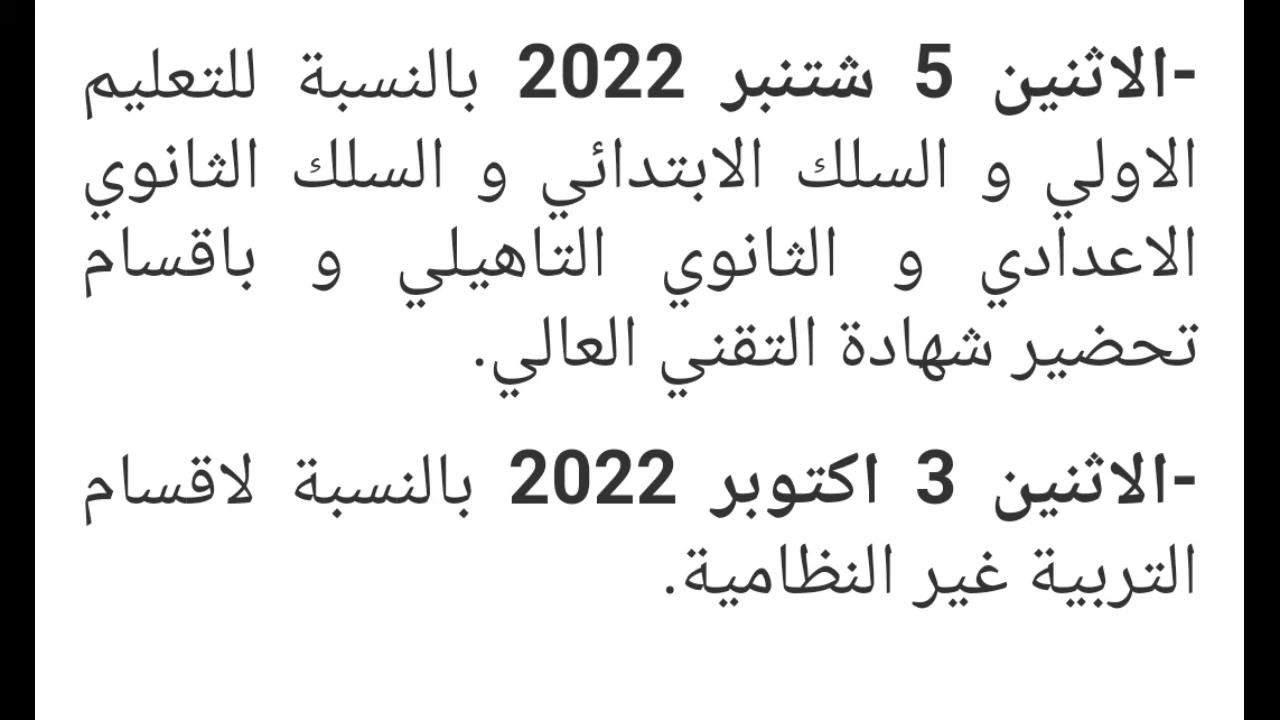 -الاثنين 5 شتنبر 2022 بالنسبة للتعليم
الاولي و السلك الابتدائي و السلك الثانوي
الاعدادي و الثانوي التاهيلي و باقسام
تحضير شهادة التقني العالي.
-الاثنين 3 اكتوبر 2022 بالنسبة لاقسام
التربية غير النظامية.